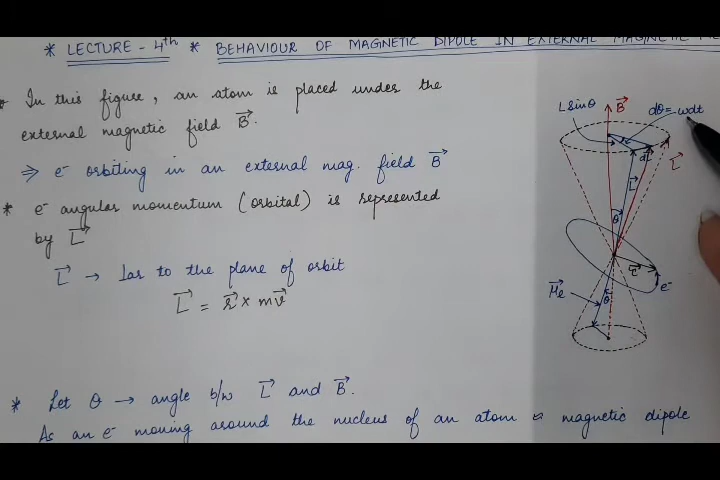 * LECTURE - 4th * BEHAVIOUR OF MAGNETIC DIPOLE IN EXTERNAL MAGNETIC
In this figure, an atom is placed under the
external magnetic field B⃗.
⇒ e⁻ orbiting in an external mag. field B⃗
* e⁻ angular momentum (orbital) is represented
by L⃗
L⃗ → ⊥ar to the plane of orbit
L⃗ = r⃗ × mv⃗
* Let θ → angle b/w L⃗ and B⃗.
As an e⁻ moving around the nucleus of an atom ≈ magnetic dipole
B⃗
L sinθ
dθ = ωdt
dL
L⃗
L⃗
θ
r⃗
e⁻
M⃗e
θ